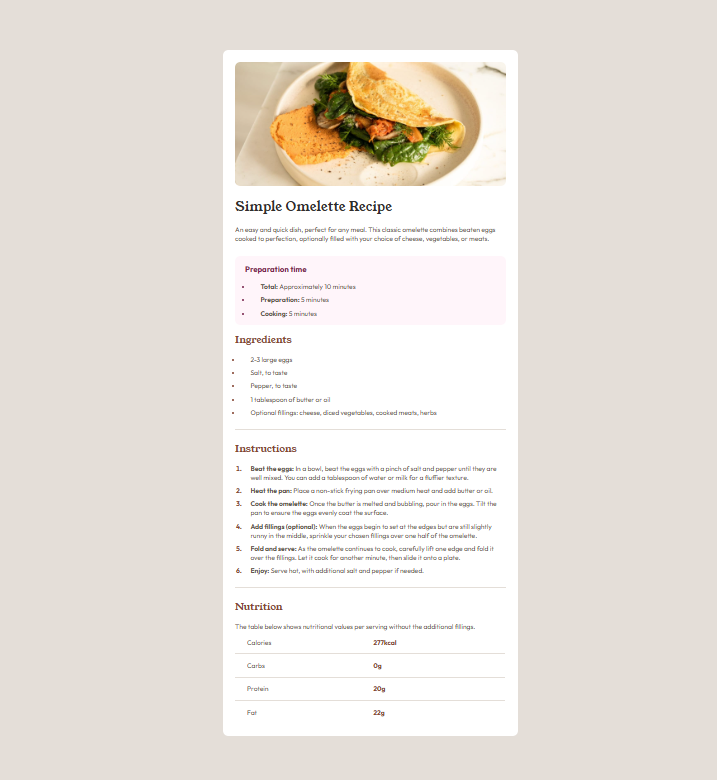 Simple Omelette Recipe
An easy and quick dish, perfect for any meal. This classic omelette combines beaten eggs
cooked to perfection, optionally filled with your choice of cheese, vegetables, or meats.
Preparation time
• Total: Approximately 10 minutes
• Preparation: 5 minutes
• Cooking: 5 minutes
Ingredients
• 2-3 large eggs
• Salt, to taste
• Pepper, to taste
• 1 tablespoon of butter or oil
• Optional fillings: cheese, diced vegetables, cooked meats, herbs
Instructions
1. Beat the eggs: In a bowl, beat the eggs with a pinch of salt and pepper until they are
well mixed. You can add a tablespoon of water or milk for a fluffier texture.
2. Heat the pan: Place a non-stick frying pan over medium heat and add butter or oil.
3. Cook the omelette: Once the butter is melted and bubbling, pour in the eggs. Tilt the
pan to ensure the eggs evenly coat the surface.
4. Add fillings (optional): When the eggs begin to set at the edges but are still slightly
runny in the middle, sprinkle your chosen fillings over one half of the omelette.
5. Fold and serve: As the omelette continues to cook, carefully lift one edge and fold it
over the fillings. Let it cook for another minute, then slide it onto a plate.
6. Enjoy: Serve hot, with additional salt and pepper if needed.
Nutrition
The table below shows nutritional values per serving without the additional fillings.
Calories 277kcal
Carbs 0g
Protein 20g
Fat 22g